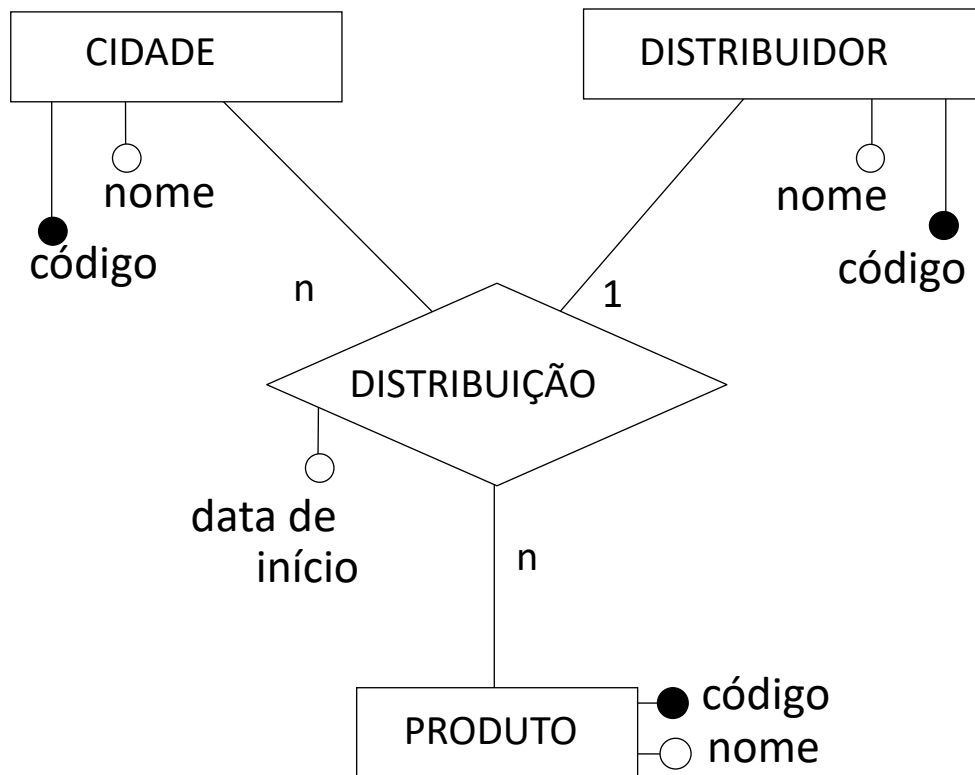 CIDADE
DISTRIBUIDOR
nome
código
nome
código
n
1
DISTRIBUIÇÃO
data de
início
n
PRODUTO
código
nome